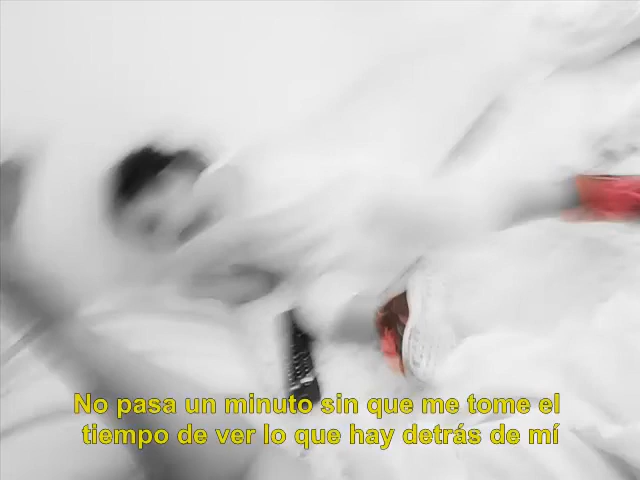 No pasa un minuto sin que me tome el
tiempo de ver lo que hay detrás de mí